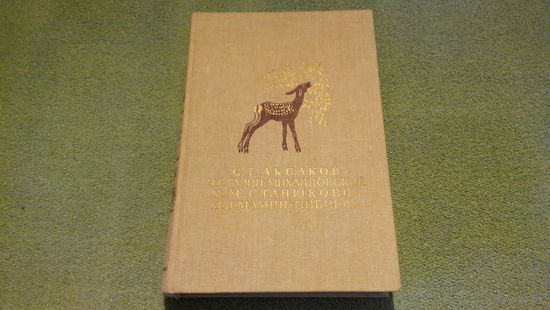 С.Т. АКСАКОВ
Н. ГАРИН-МИХАЙЛОВСКИЙ
К.М. СТАНЮКОВИЧ
Д.Н. МАМИН-СИБИРЯК